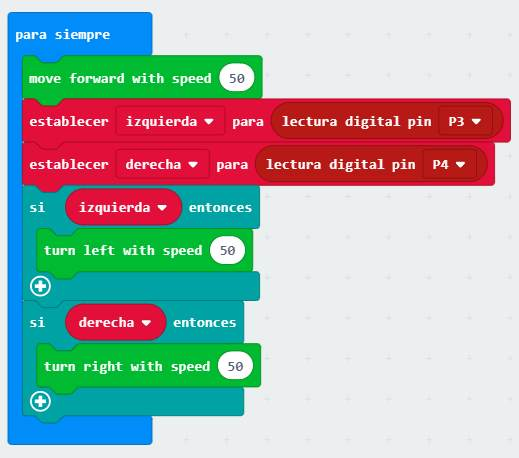 para siempre
move forward with speed 50
establecer izquierda para lectura digital pin P3
establecer derecha para lectura digital pin P4
si izquierda entonces
turn left with speed 50
si derecha entonces
turn right with speed 50